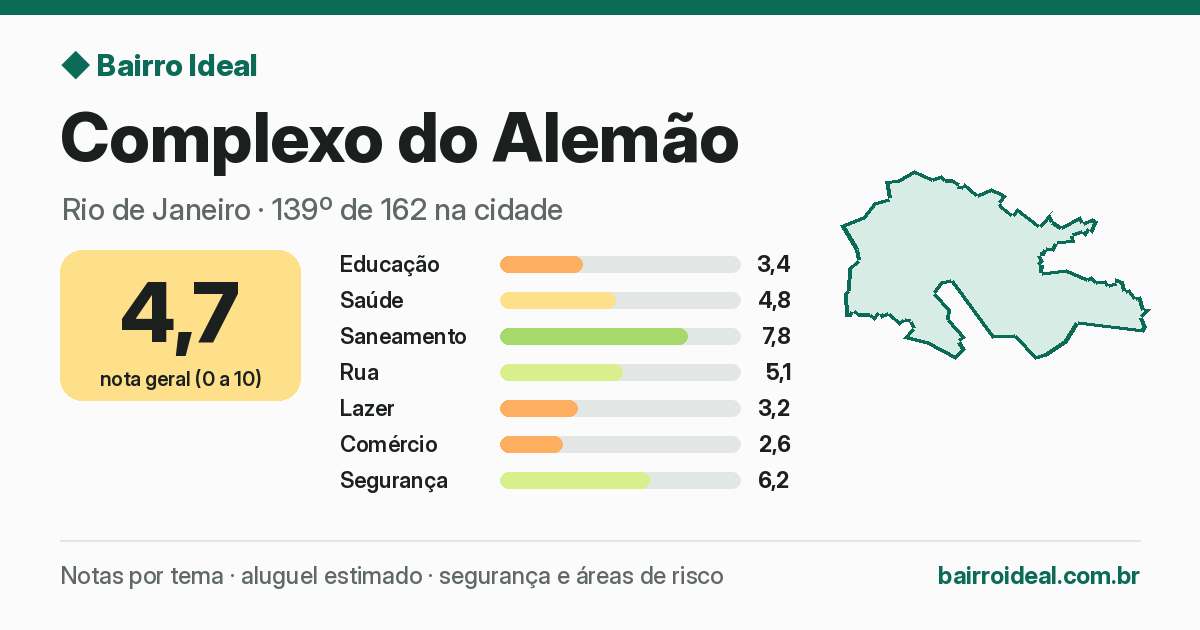 Bairro Ideal
Complexo do Alemão
Rio de Janeiro · 139º de 162 na cidade
4,7
nota geral (0 a 10)
Educação 3,4
Saúde 4,8
Saneamento 7,8
Rua 5,1
Lazer 3,2
Comércio 2,6
Segurança 6,2
Notas por tema · aluguel estimado · segurança e áreas de risco
bairroideal.com.br